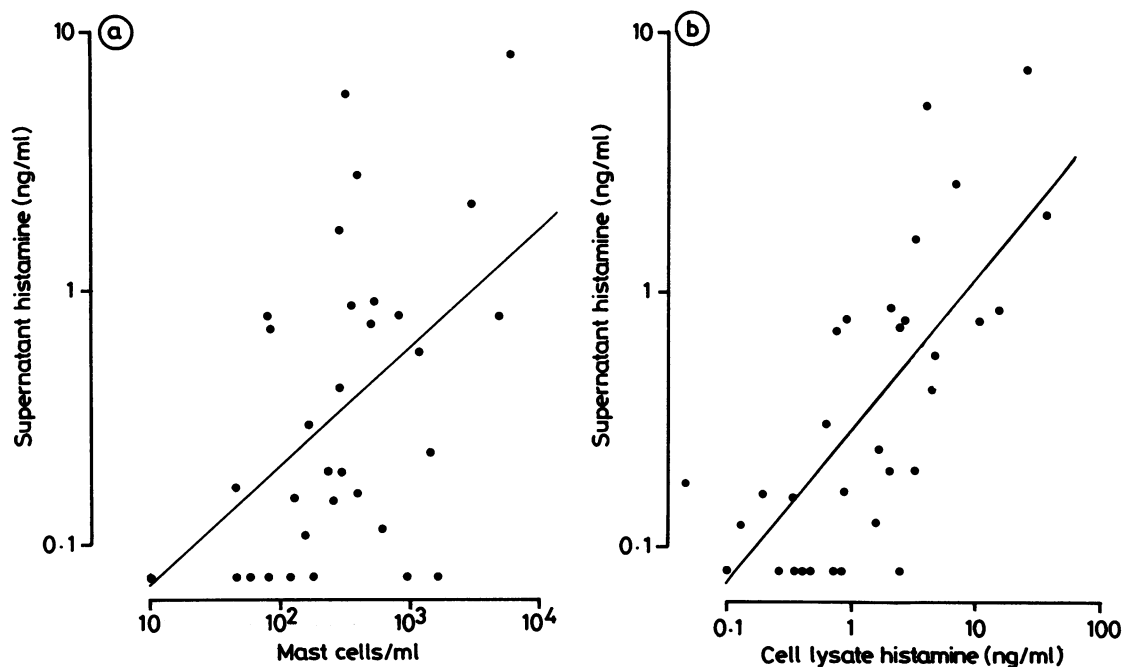 a
10
1
0.1
Supernatant histamine (ng/ml)
10 10² 10³ 10⁴
Mast cells/ml
b
10
1
0.1
Supernatant histamine (ng/ml)
0.1 1 10 100
Cell lysate histamine (ng/ml)